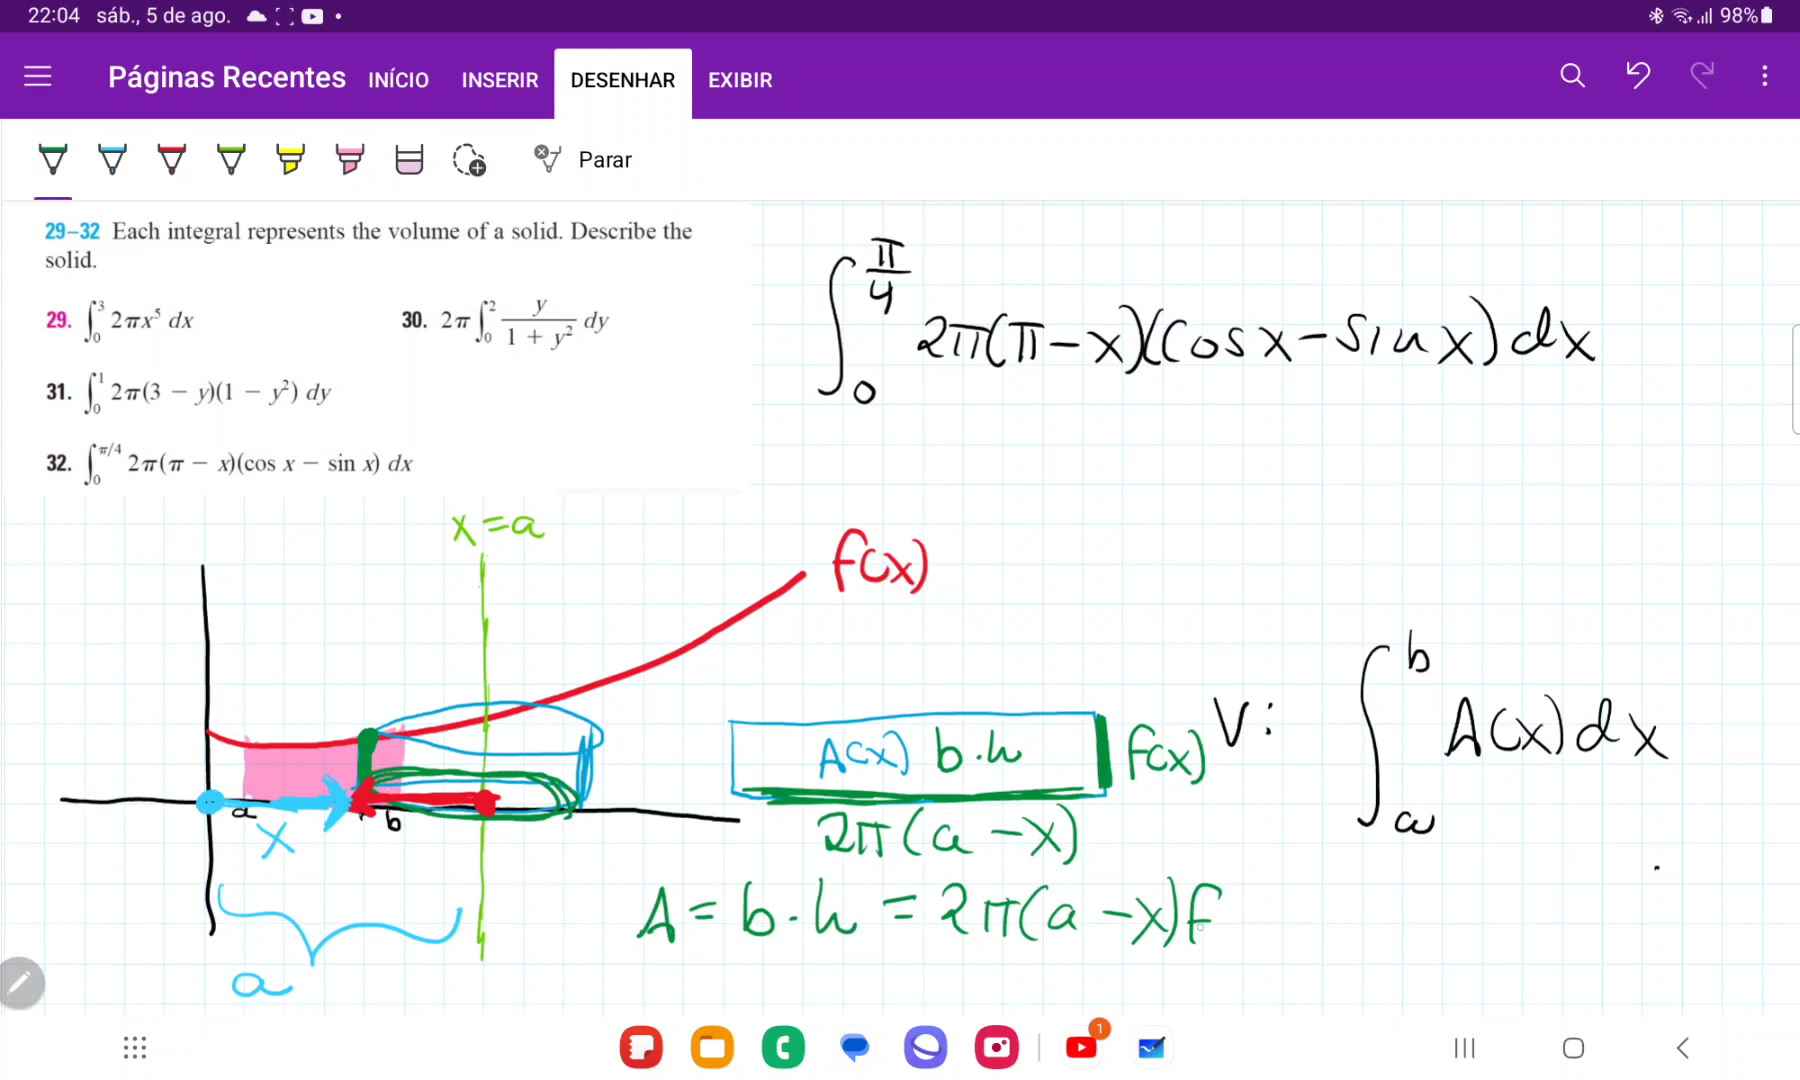 22:04 sáb., 5 de ago.
98%
Páginas Recentes INÍCIO INSERIR DESENHAR EXIBIR
Parar
29–32 Each integral represents the volume of a solid. Describe the
solid.
29. ∫₀³ 2πx⁵ dx
30. 2π ∫₀² y/(1 + y²) dy
31. ∫₀¹ 2π(3 − y)(1 − y²) dy
32. ∫₀^{π/4} 2π(π − x)(cos x − sin x) dx
∫₀^{π/4} 2π(π−x)(cosx−sinx)dx
x=a
f(x)
A(x) b.h f(x)
V: ∫ₐᵇ A(x)dx
a b
x
2π(a−x)
A = b.h = 2π(a−x)f
a
1